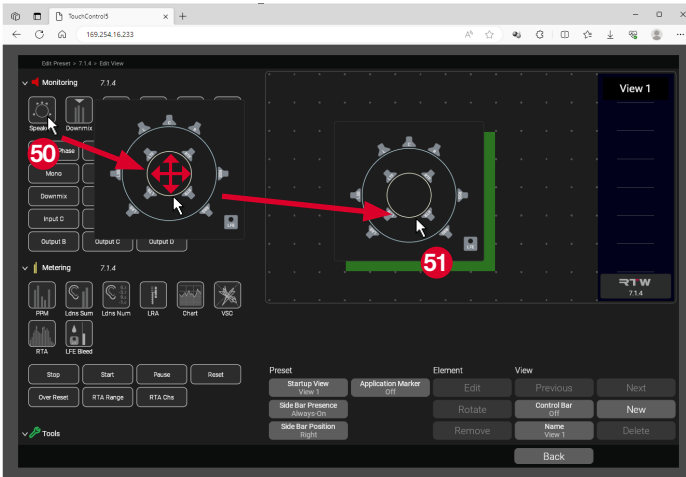 TouchControl5
169.254.16.233
Edit Preset > 7.1.4 > Edit View
Monitoring 7.1.4
Downmix
50
Phase
Mono
Downmix
Input C
Output B Output C Output D
LFE
LFE
51
View 1
RTW
7.1.4
Metering 7.1.4
PPM Ldns Sum Ldns Num LRA Chart VSC
RTA LFE Bleed
Stop Start Pause Reset
Over Reset RTA Range RTA Chs
Tools
Preset Element View
Startup View
View 1
Application Marker
Off
Edit Previous Next
Side Bar Presence
Always-On
Rotate
Control Bar
Off
New
Side Bar Position
Right
Remove
Name
View 1
Delete
Back